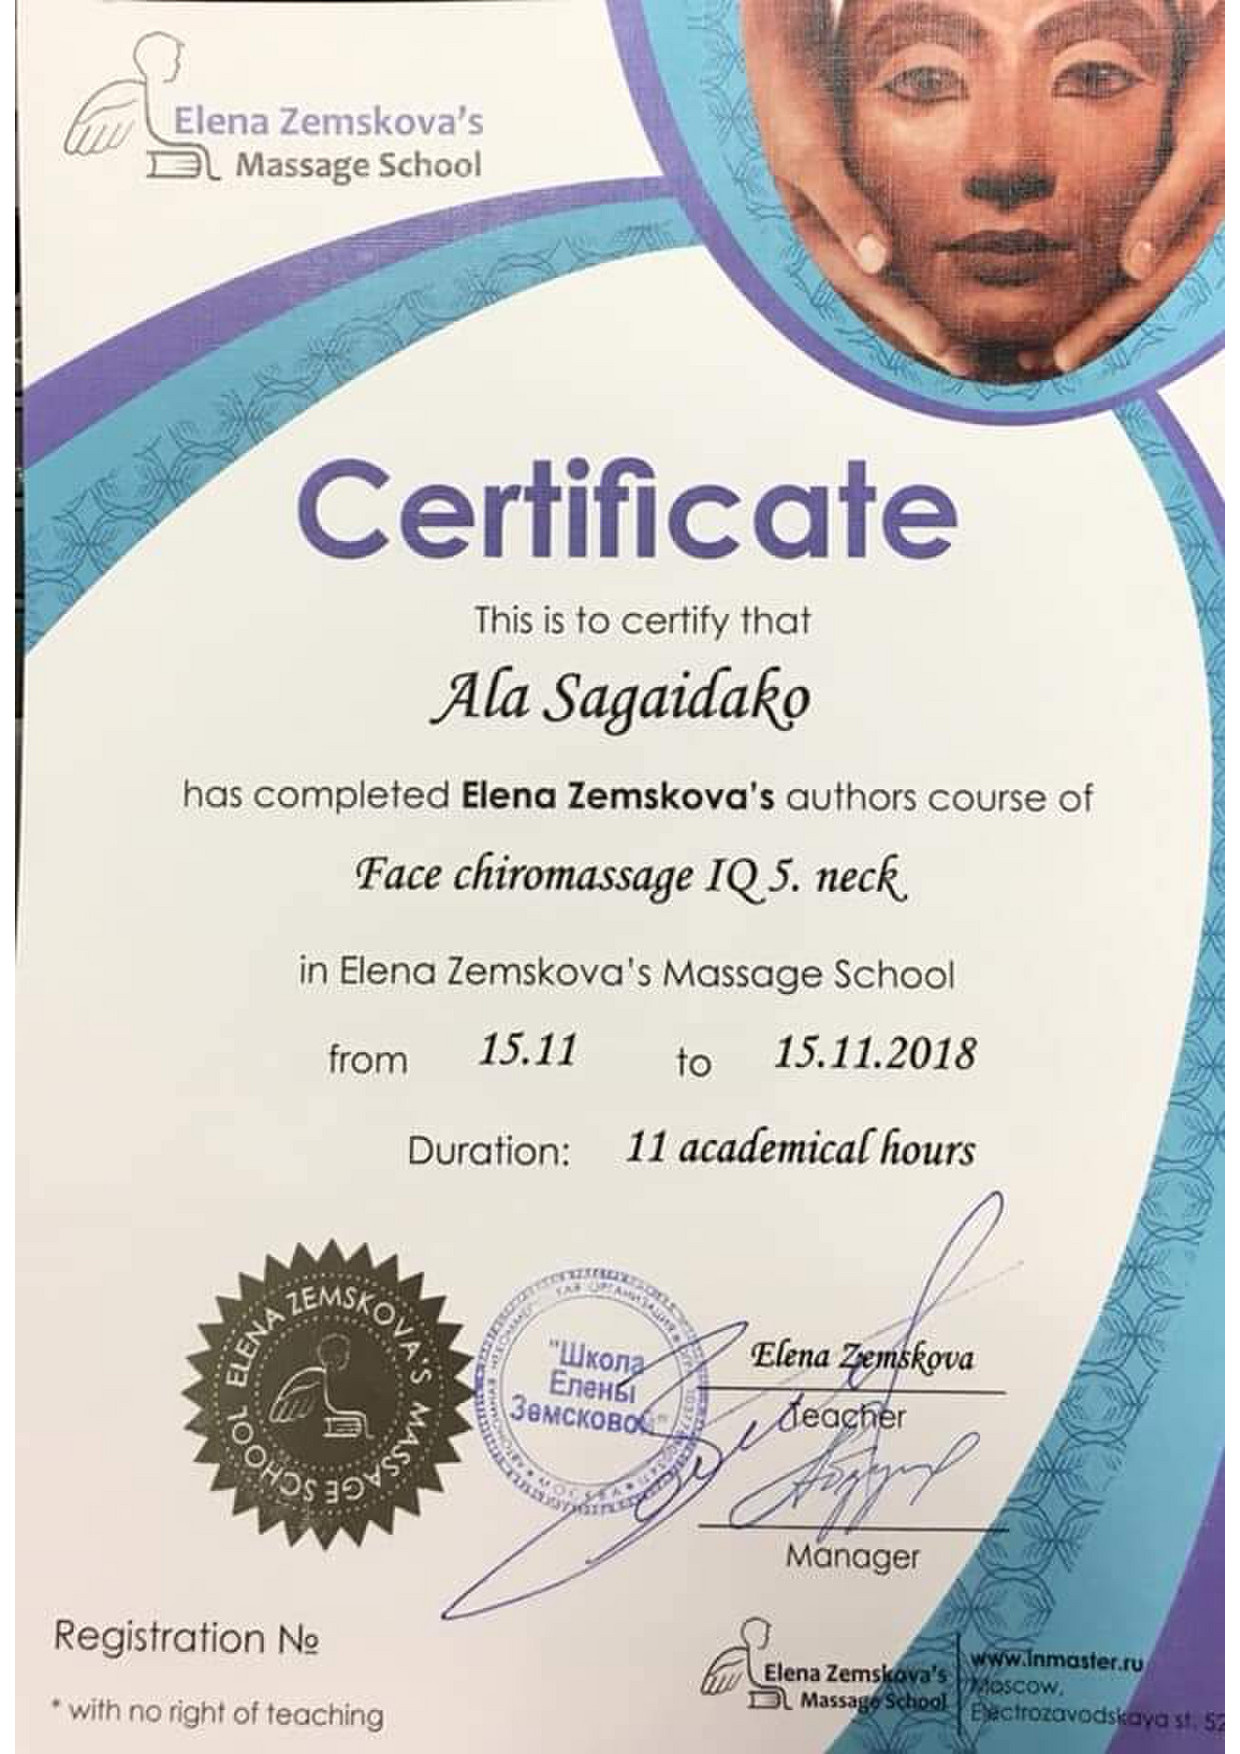 Elena Zemskova's
Massage School
Certificate
This is to certify that
Ala Sagaidako
has completed Elena Zemskova's authors course of
Face chiromassage IQ 5. neck
in Elena Zemskova's Massage School
from 15.11 to 15.11.2018
Duration: 11 academical hours
ELENA ZEMSKOVA'S MASSAGE SCHOOL
"Школа
Елены
Земсковой"
МОСКВА
Elena Zemskova
Teacher
Manager
Registration №
* with no right of teaching
Elena Zemskova's
Massage School
www.inmaster.ru
Moscow,
Electrozavodskaya st. 52